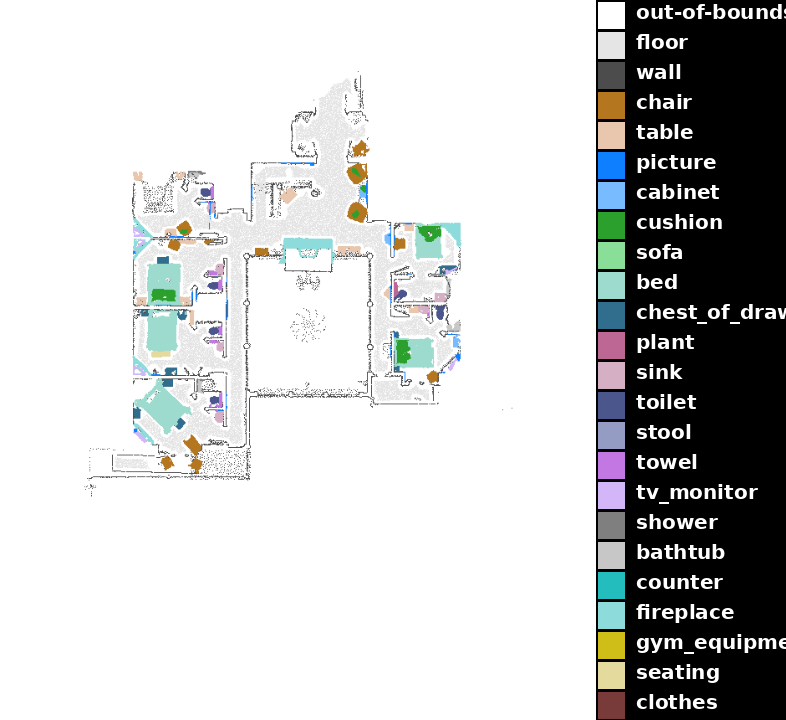 out-of-bounds
floor
wall
chair
table
picture
cabinet
cushion
sofa
bed
chest_of_draw
plant
sink
toilet
stool
towel
tv_monitor
shower
bathtub
counter
fireplace
gym_equipme
seating
clothes